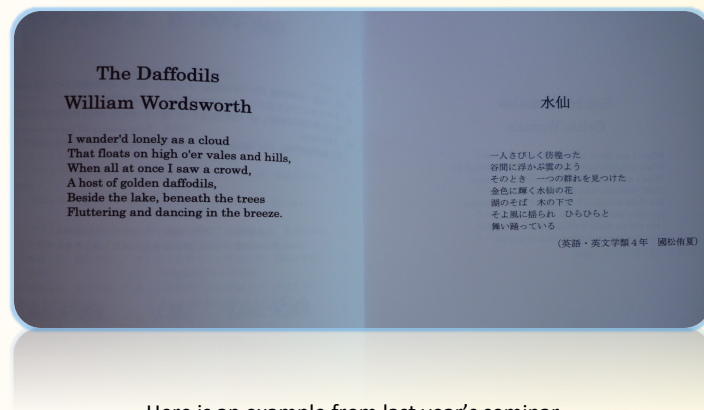 The Daffodils
William Wordsworth
I wander'd lonely as a cloud
That floats on high o'er vales and hills,
When all at once I saw a crowd,
A host of golden daffodils,
Beside the lake, beneath the trees
Fluttering and dancing in the breeze.
水仙
一人さびしく彷徨った
谷間に浮かぶ雲のよう
そのとき　一つの群れを見つけた
金色に輝く水仙の花
湖のそば　木の下で
そよ風に揺られ　ひらひらと
舞い踊っている
(英語・英文学類４年　國松侑夏)
Here is an example from last year's seminar